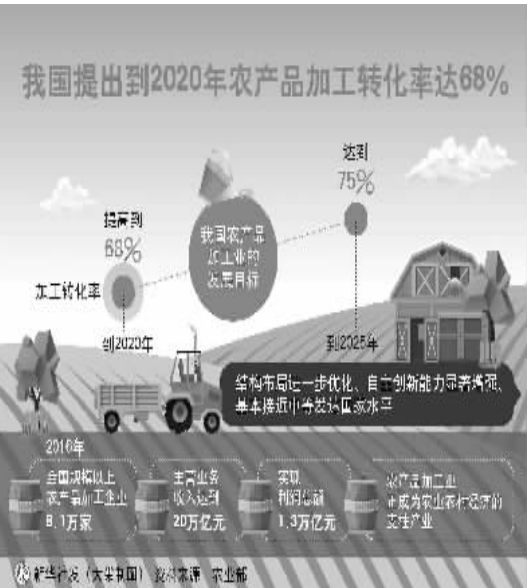 我国提出到2020年农产品加工转化率达68%
达到
75%
提高到
68%
我国农产品
加工业的
发展目标
加工转化率
到2020年
到2025年
结构布局进一步优化、自主创新能力显著增强、
基本接近中等发达国家水平
2016年
全国规模以上
农产品加工企业
8.1万家
主营业务
收入达到
20万亿元
实现
利润总额
1.3万亿元
农产品加工业
正成为农业农村经济的
支柱产业
新华社发 资料来源 农业部